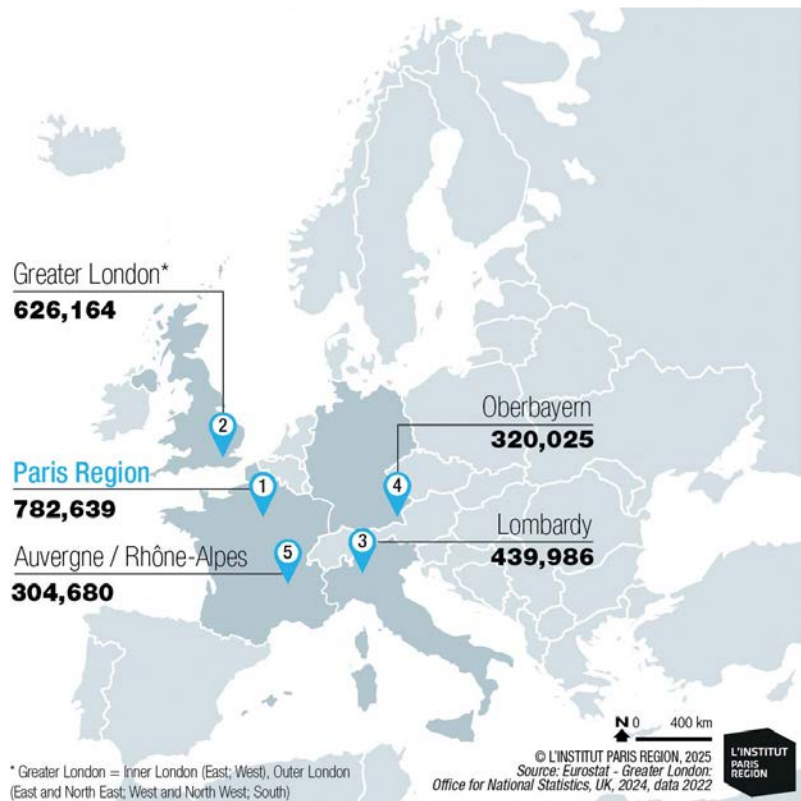 Greater London*
626,164
2
Oberbayern
320,025
Paris Region
782,639
1
4
Lombardy
439,986
3
Auvergne / Rhône-Alpes
304,680
5
N 0 400 km
© L'INSTITUT PARIS REGION, 2025
Source: Eurostat - Greater London:
Office for National Statistics, UK, 2024, data 2022
L'INSTITUT
PARIS
REGION
* Greater London = Inner London (East; West), Outer London
(East and North East; West and North West; South)